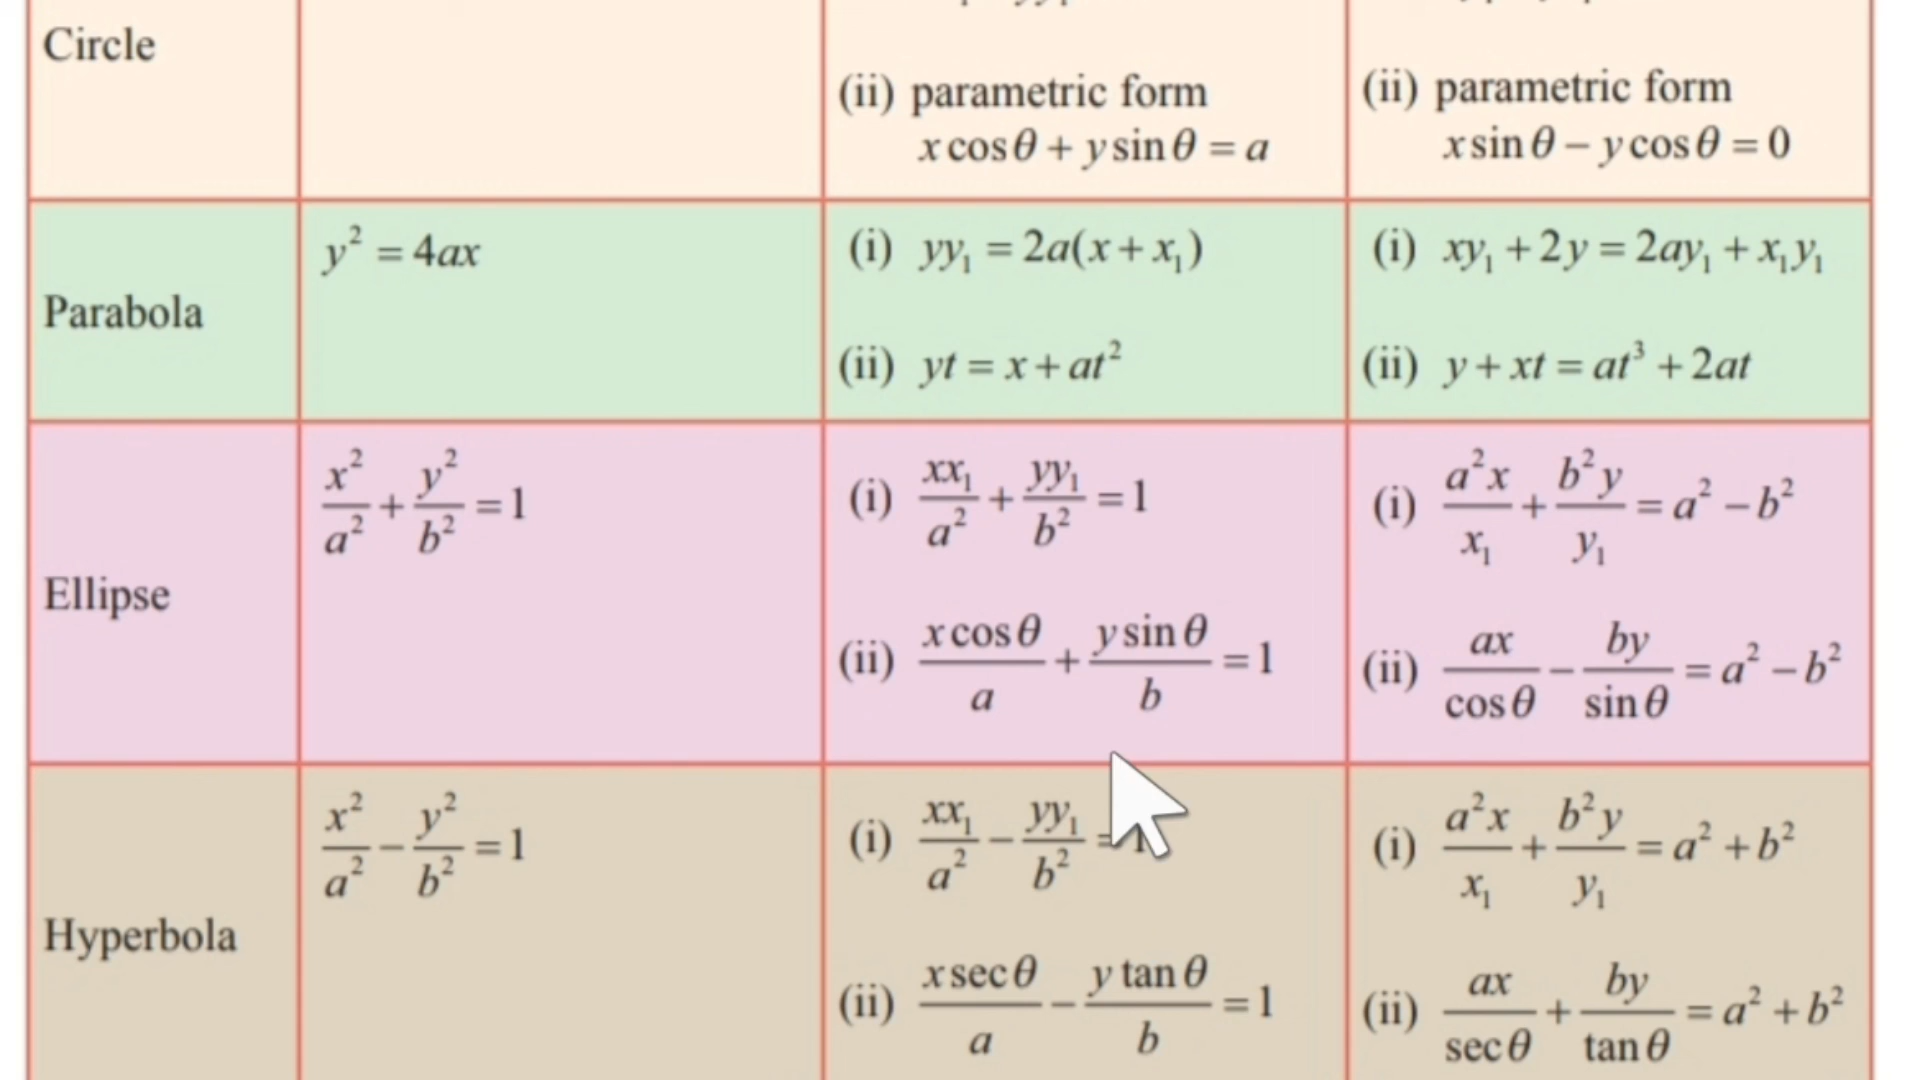 Circle
(ii) parametric form
x cos θ + y sin θ = a
(ii) parametric form
x sin θ − y cos θ = 0
Parabola
y² = 4ax
(i) yy₁ = 2a(x + x₁)
(ii) yt = x + at²
(i) xy₁ + 2y = 2ay₁ + x₁y₁
(ii) y + xt = at³ + 2at
Ellipse
x²/a² + y²/b² = 1
(i) xx₁/a² + yy₁/b² = 1
(ii) x cos θ/a + y sin θ/b = 1
(i) a²x/x₁ + b²y/y₁ = a² − b²
(ii) ax/cos θ − by/sin θ = a² − b²
Hyperbola
x²/a² − y²/b² = 1
(i) xx₁/a² − yy₁/b² = 1
(ii) x sec θ/a − y tan θ/b = 1
(i) a²x/x₁ + b²y/y₁ = a² + b²
(ii) ax/sec θ + by/tan θ = a² + b²